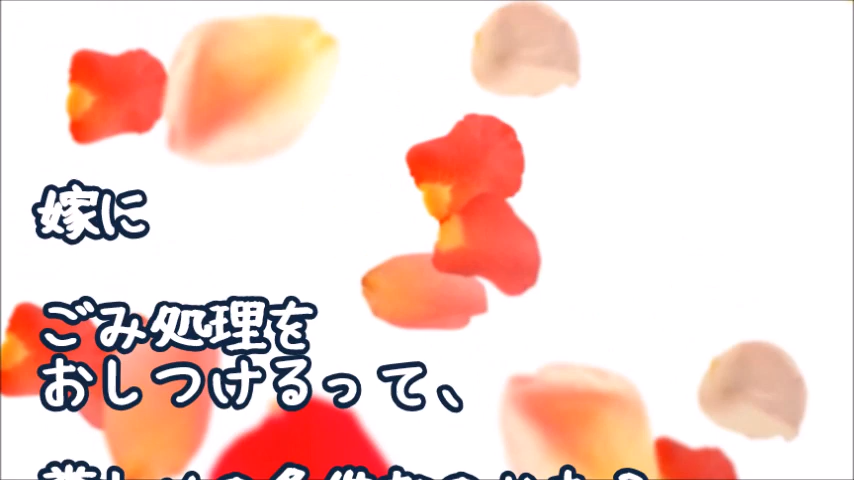 嫁に
ごみ処理を
おしつけるって、